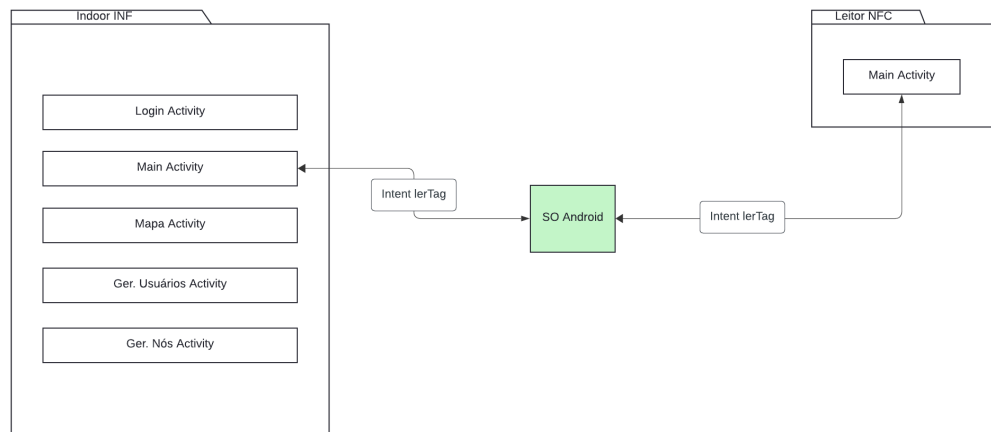 Indoor INF
Login Activity
Main Activity
Mapa Activity
Ger. Usuários Activity
Ger. Nós Activity
Intent lerTag
SO Android
Intent lerTag
Leitor NFC
Main Activity